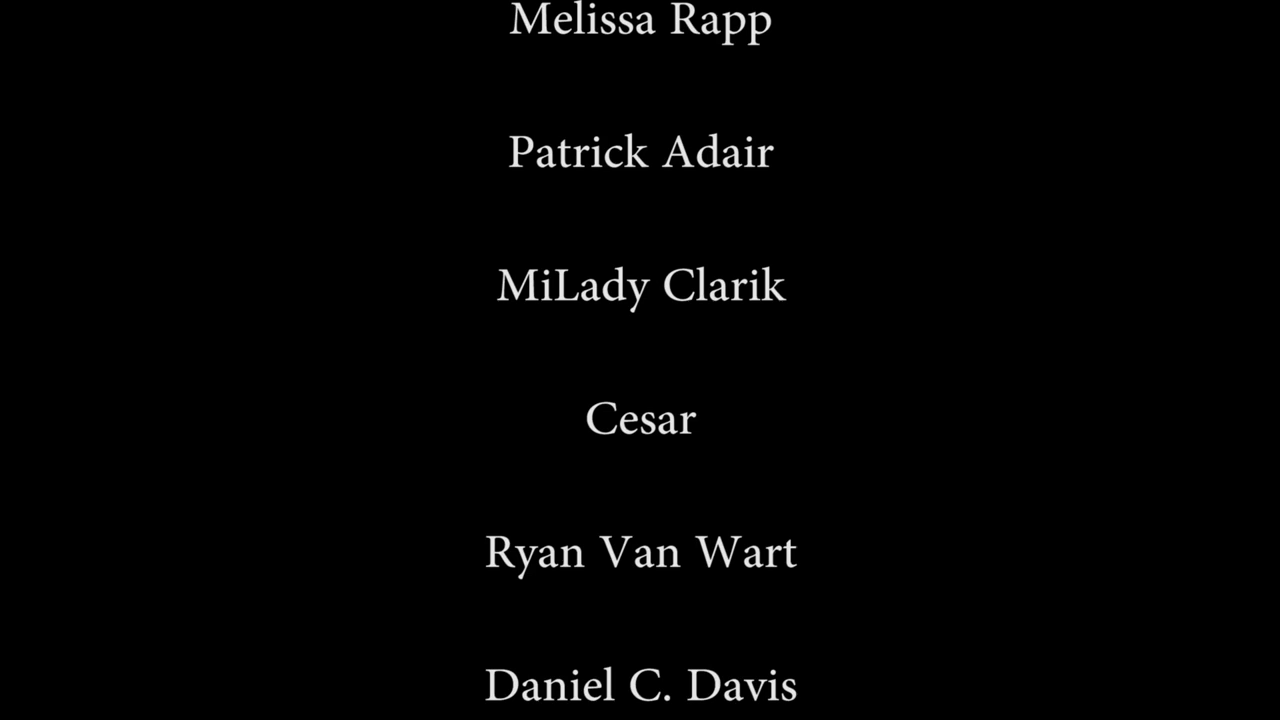 Melissa Rapp
Patrick Adair
MiLady Clarik
Cesar
Ryan Van Wart
Daniel C. Davis